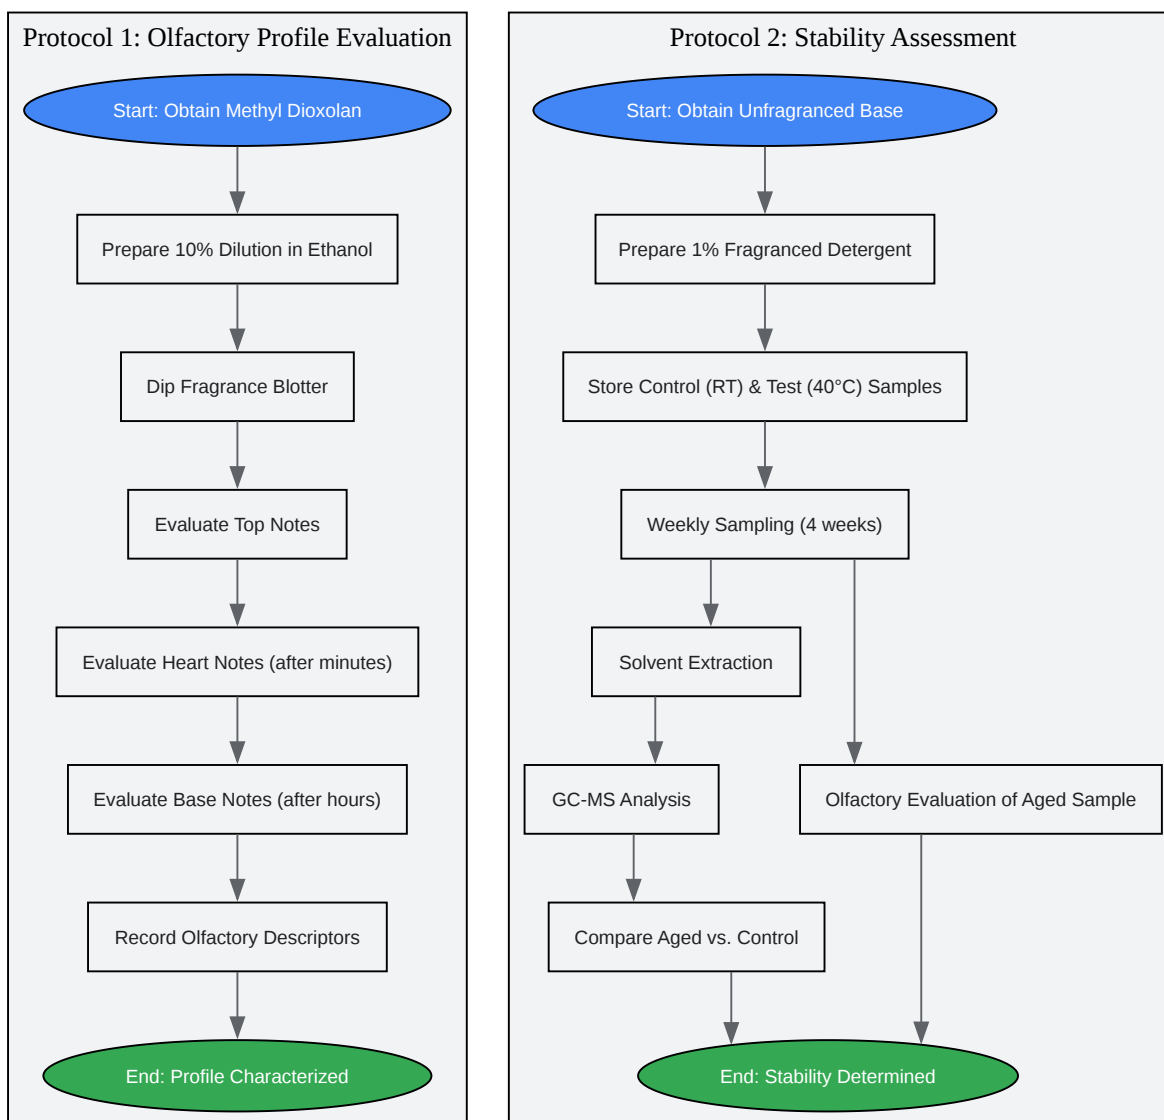 Protocol 1: Olfactory Profile Evaluation
Start: Obtain Methyl Dioxolan
Prepare 10% Dilution in Ethanol
Dip Fragrance Blotter
Evaluate Top Notes
Evaluate Heart Notes (after minutes)
Evaluate Base Notes (after hours)
Record Olfactory Descriptors
End: Profile Characterized
Protocol 2: Stability Assessment
Start: Obtain Unfragranced Base
Prepare 1% Fragranced Detergent
Store Control (RT) & Test (40°C) Samples
Weekly Sampling (4 weeks)
Solvent Extraction
GC-MS Analysis
Olfactory Evaluation of Aged Sample
Compare Aged vs. Control
End: Stability Determined